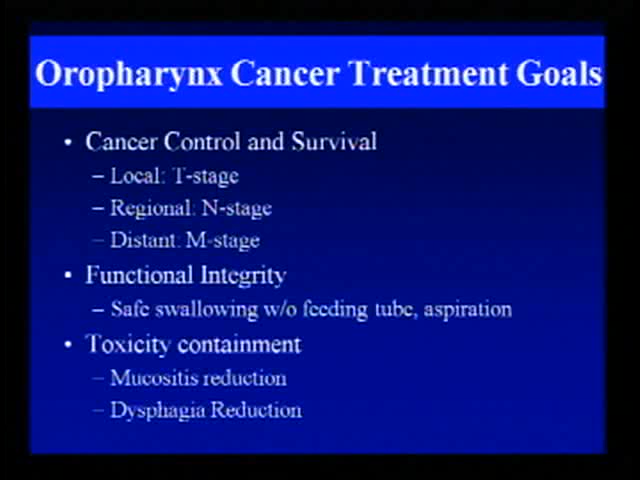 Oropharynx Cancer Treatment Goals
• Cancer Control and Survival
– Local: T-stage
– Regional: N-stage
– Distant: M-stage
• Functional Integrity
– Safe swallowing w/o feeding tube, aspiration
• Toxicity containment
– Mucositis reduction
– Dysphagia Reduction